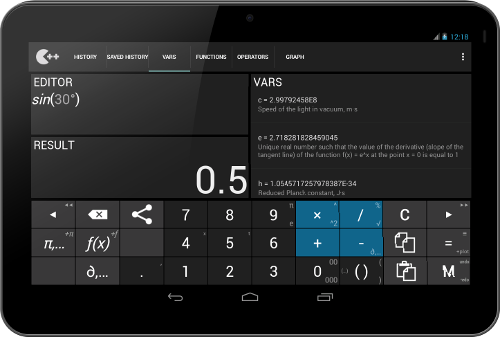 12:18
++ HISTORY SAVED HISTORY VARS FUNCTIONS OPERATORS GRAPH
EDITOR
sin(30°)
RESULT
0.5
VARS
c = 2.99792458E8
Speed of the light in vacuum, m s
e = 2.718281828459045
Unique real number such that the value of the derivative (slope of the
tangent line) of the function f(x) = e^x at the point x = 0 is equal to 1
h = 1.0545717257978387E-34
Reduced Planck constant, J·s
7 8 9 π e × ^ ^2 / % √ C
π,... +π f(x) +f 4 5 6 + - ∂, =
∂,... . 1 2 3 0 00 000 (...) ( ) M